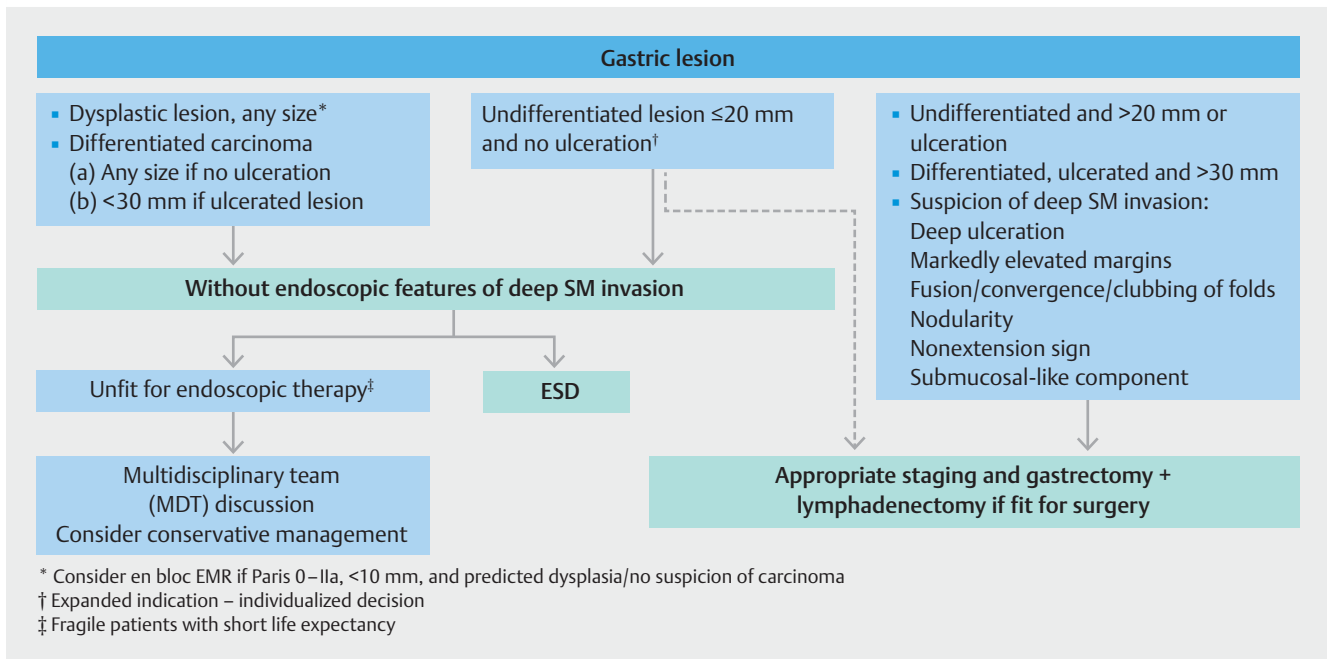 Gastric lesion
▪ Dysplastic lesion, any size*
▪ Differentiated carcinoma
(a) Any size if no ulceration
(b) <30 mm if ulcerated lesion
Undifferentiated lesion ≤20 mm
and no ulceration†
▪ Undifferentiated and >20 mm or
ulceration
▪ Differentiated, ulcerated and >30 mm
▪ Suspicion of deep SM invasion:
Deep ulceration
Markedly elevated margins
Fusion/convergence/clubbing of folds
Nodularity
Nonextension sign
Submucosal-like component
Without endoscopic features of deep SM invasion
Unfit for endoscopic therapy‡
ESD
Multidisciplinary team
(MDT) discussion
Consider conservative management
Appropriate staging and gastrectomy +
lymphadenectomy if fit for surgery
* Consider en bloc EMR if Paris 0–IIa, <10 mm, and predicted dysplasia/no suspicion of carcinoma
† Expanded indication – individualized decision
‡ Fragile patients with short life expectancy